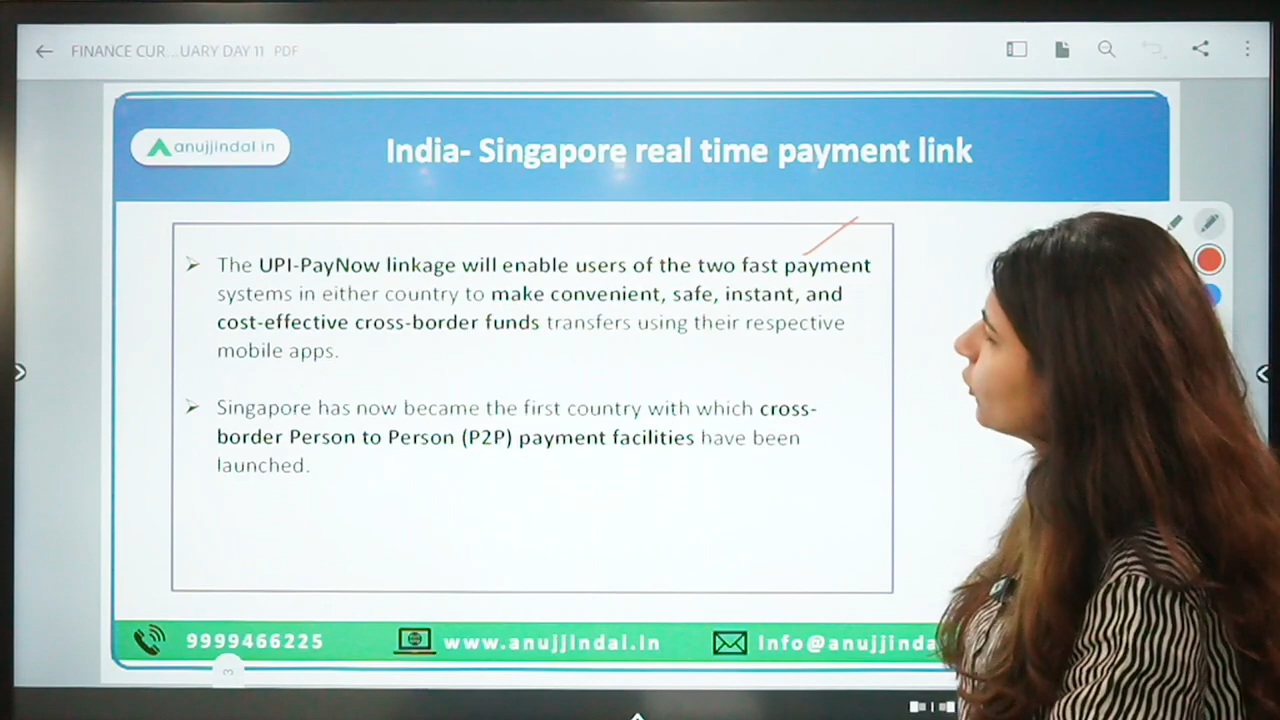 FINANCE CUR...UARY DAY 11 PDF
anujjindal.in
India- Singapore real time payment link
➢ The UPI-PayNow linkage will enable users of the two fast payment
systems in either country to make convenient, safe, instant, and
cost-effective cross-border funds transfers using their respective
mobile apps.
➢ Singapore has now became the first country with which cross-
border Person to Person (P2P) payment facilities have been
launched.
9999466225
www.anujjindal.in
info@anujjinda
3